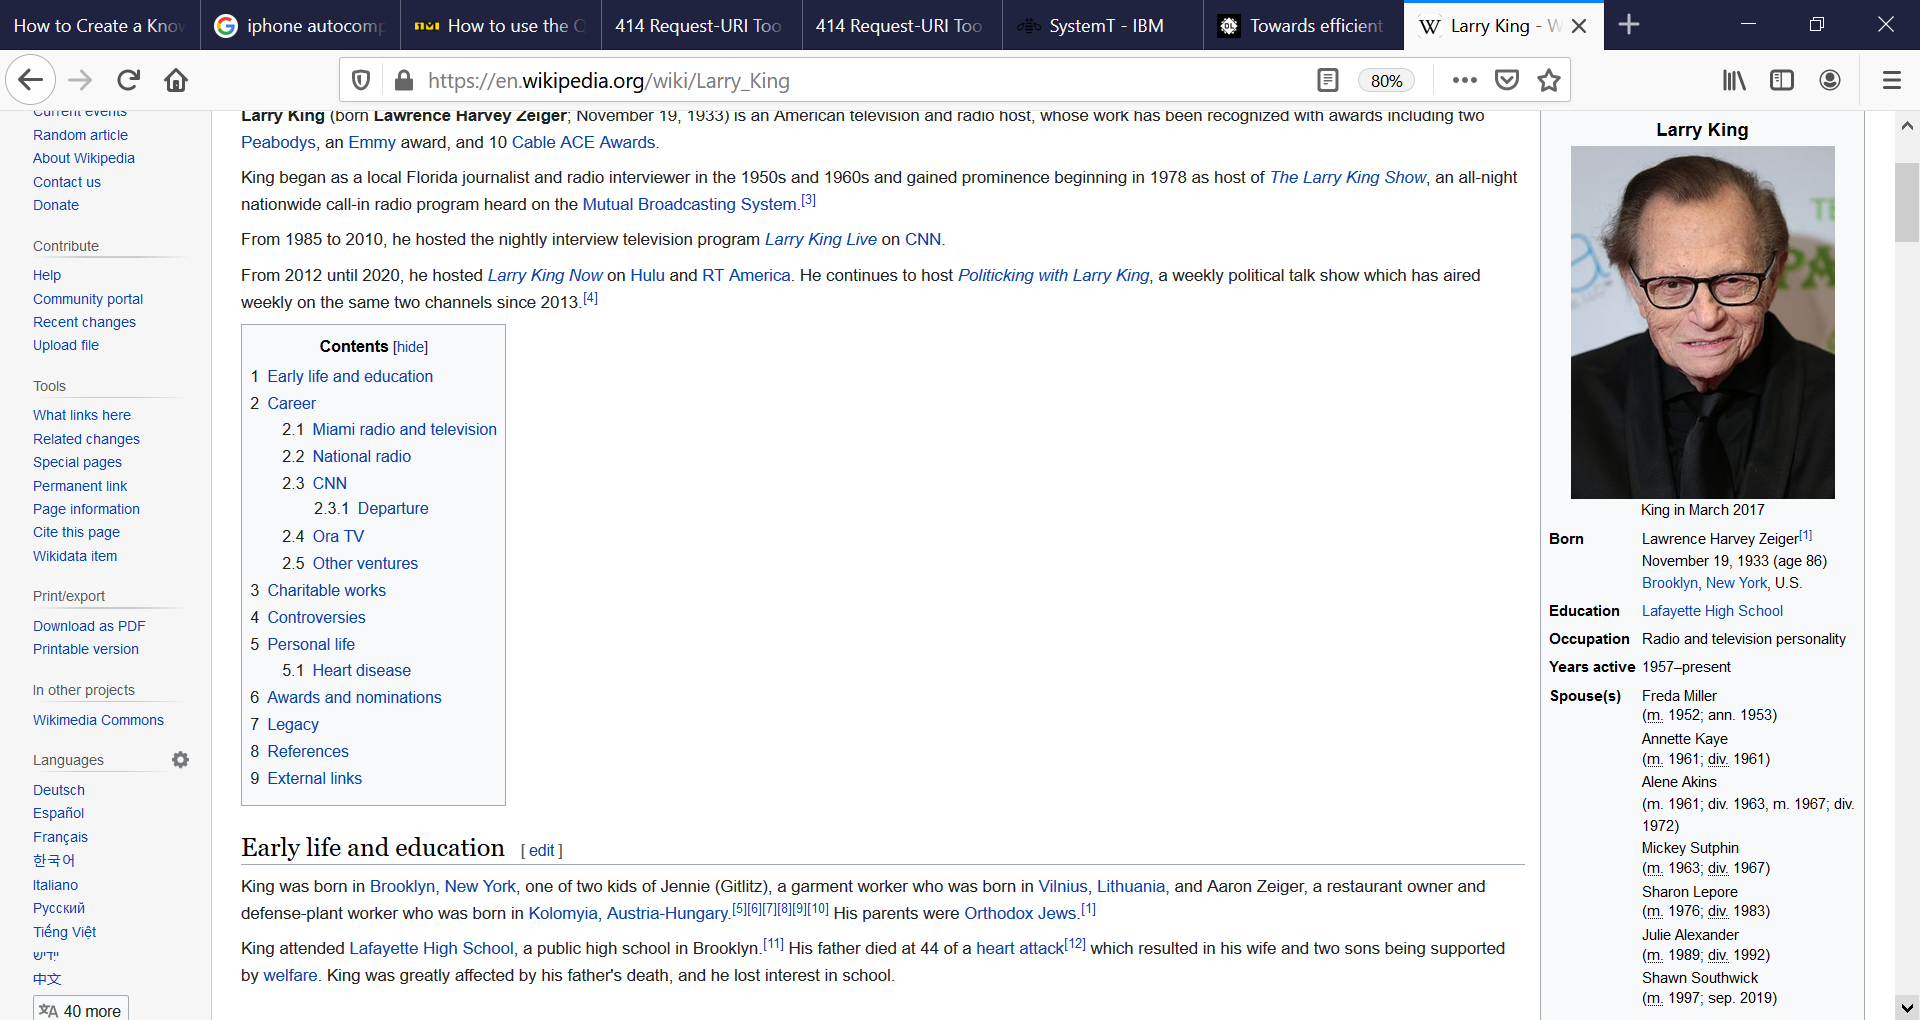 How to Create a Know
iphone autocomp
How to use the Q
414 Request-URI Too
414 Request-URI Too
SystemT - IBM
Towards efficient
Larry King - W
https://en.wikipedia.org/wiki/Larry_King
80%
Current events
Random article
About Wikipedia
Contact us
Donate
Contribute
Help
Community portal
Recent changes
Upload file
Tools
What links here
Related changes
Special pages
Permanent link
Page information
Cite this page
Wikidata item
Print/export
Download as PDF
Printable version
In other projects
Wikimedia Commons
Languages
Deutsch
Español
Français
한국어
Italiano
Русский
Tiếng Việt
ייִדיש
中文
40 more
Larry King (born Lawrence Harvey Zeiger; November 19, 1933) is an American television and radio host, whose work has been recognized with awards including two
Peabodys, an Emmy award, and 10 Cable ACE Awards.
King began as a local Florida journalist and radio interviewer in the 1950s and 1960s and gained prominence beginning in 1978 as host of The Larry King Show, an all-night
nationwide call-in radio program heard on the Mutual Broadcasting System.[3]
From 1985 to 2010, he hosted the nightly interview television program Larry King Live on CNN.
From 2012 until 2020, he hosted Larry King Now on Hulu and RT America. He continues to host Politicking with Larry King, a weekly political talk show which has aired
weekly on the same two channels since 2013.[4]
Contents [hide]
1 Early life and education
2 Career
2.1 Miami radio and television
2.2 National radio
2.3 CNN
2.3.1 Departure
2.4 Ora TV
2.5 Other ventures
3 Charitable works
4 Controversies
5 Personal life
5.1 Heart disease
6 Awards and nominations
7 Legacy
8 References
9 External links
Early life and education [ edit ]
King was born in Brooklyn, New York, one of two kids of Jennie (Gitlitz), a garment worker who was born in Vilnius, Lithuania, and Aaron Zeiger, a restaurant owner and
defense-plant worker who was born in Kolomyia, Austria-Hungary.[5][6][7][8][9][10] His parents were Orthodox Jews.[1]
King attended Lafayette High School, a public high school in Brooklyn.[11] His father died at 44 of a heart attack[12] which resulted in his wife and two sons being supported
by welfare. King was greatly affected by his father's death, and he lost interest in school.
Larry King
King in March 2017
Born Lawrence Harvey Zeiger[1]
November 19, 1933 (age 86)
Brooklyn, New York, U.S.
Education Lafayette High School
Occupation Radio and television personality
Years active 1957–present
Spouse(s) Freda Miller
(m. 1952; ann. 1953)
Annette Kaye
(m. 1961; div. 1961)
Alene Akins
(m. 1961; div. 1963, m. 1967; div.
1972)
Mickey Sutphin
(m. 1963; div. 1967)
Sharon Lepore
(m. 1976; div. 1983)
Julie Alexander
(m. 1989; div. 1992)
Shawn Southwick
(m. 1997; sep. 2019)